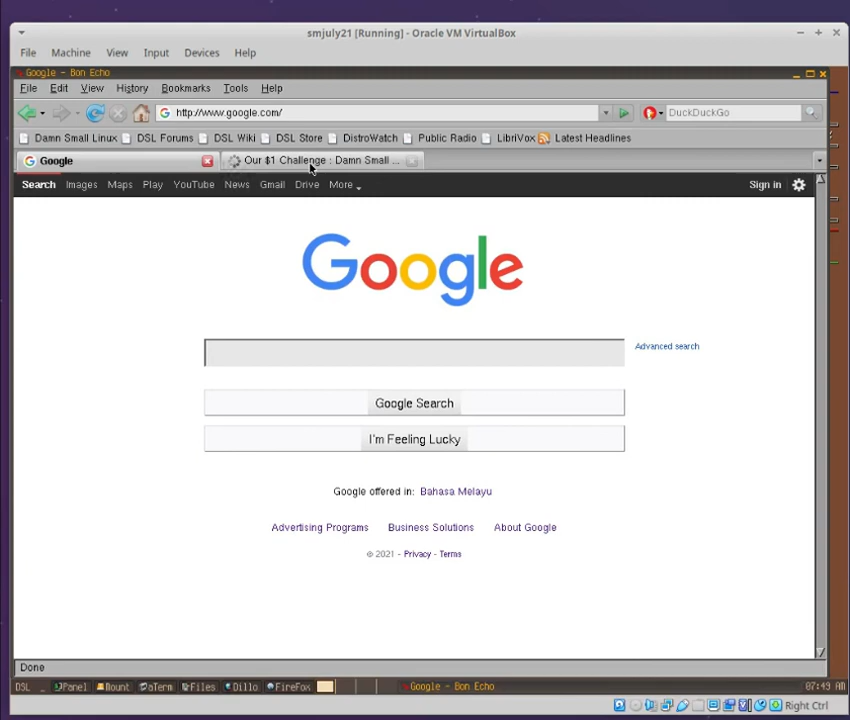 smjuly21 [Running] - Oracle VM VirtualBox
File Machine View Input Devices Help
Google - Bon Echo
File Edit View History Bookmarks Tools Help
http://www.google.com/ DuckDuckGo
Damn Small Linux DSL Forums DSL Wiki DSL Store DistroWatch Public Radio LibriVox Latest Headlines
Google Our $1 Challenge : Damn Small ...
Search Images Maps Play YouTube News Gmail Drive More Sign in
Google
Advanced search
Google Search
I'm Feeling Lucky
Google offered in: Bahasa Melayu
Advertising Programs Business Solutions About Google
© 2021 - Privacy - Terms
Done
DSL Panel Mount aTerm Files Dillo FireFox Google - Bon Echo 07:49 AM
Right Ctrl